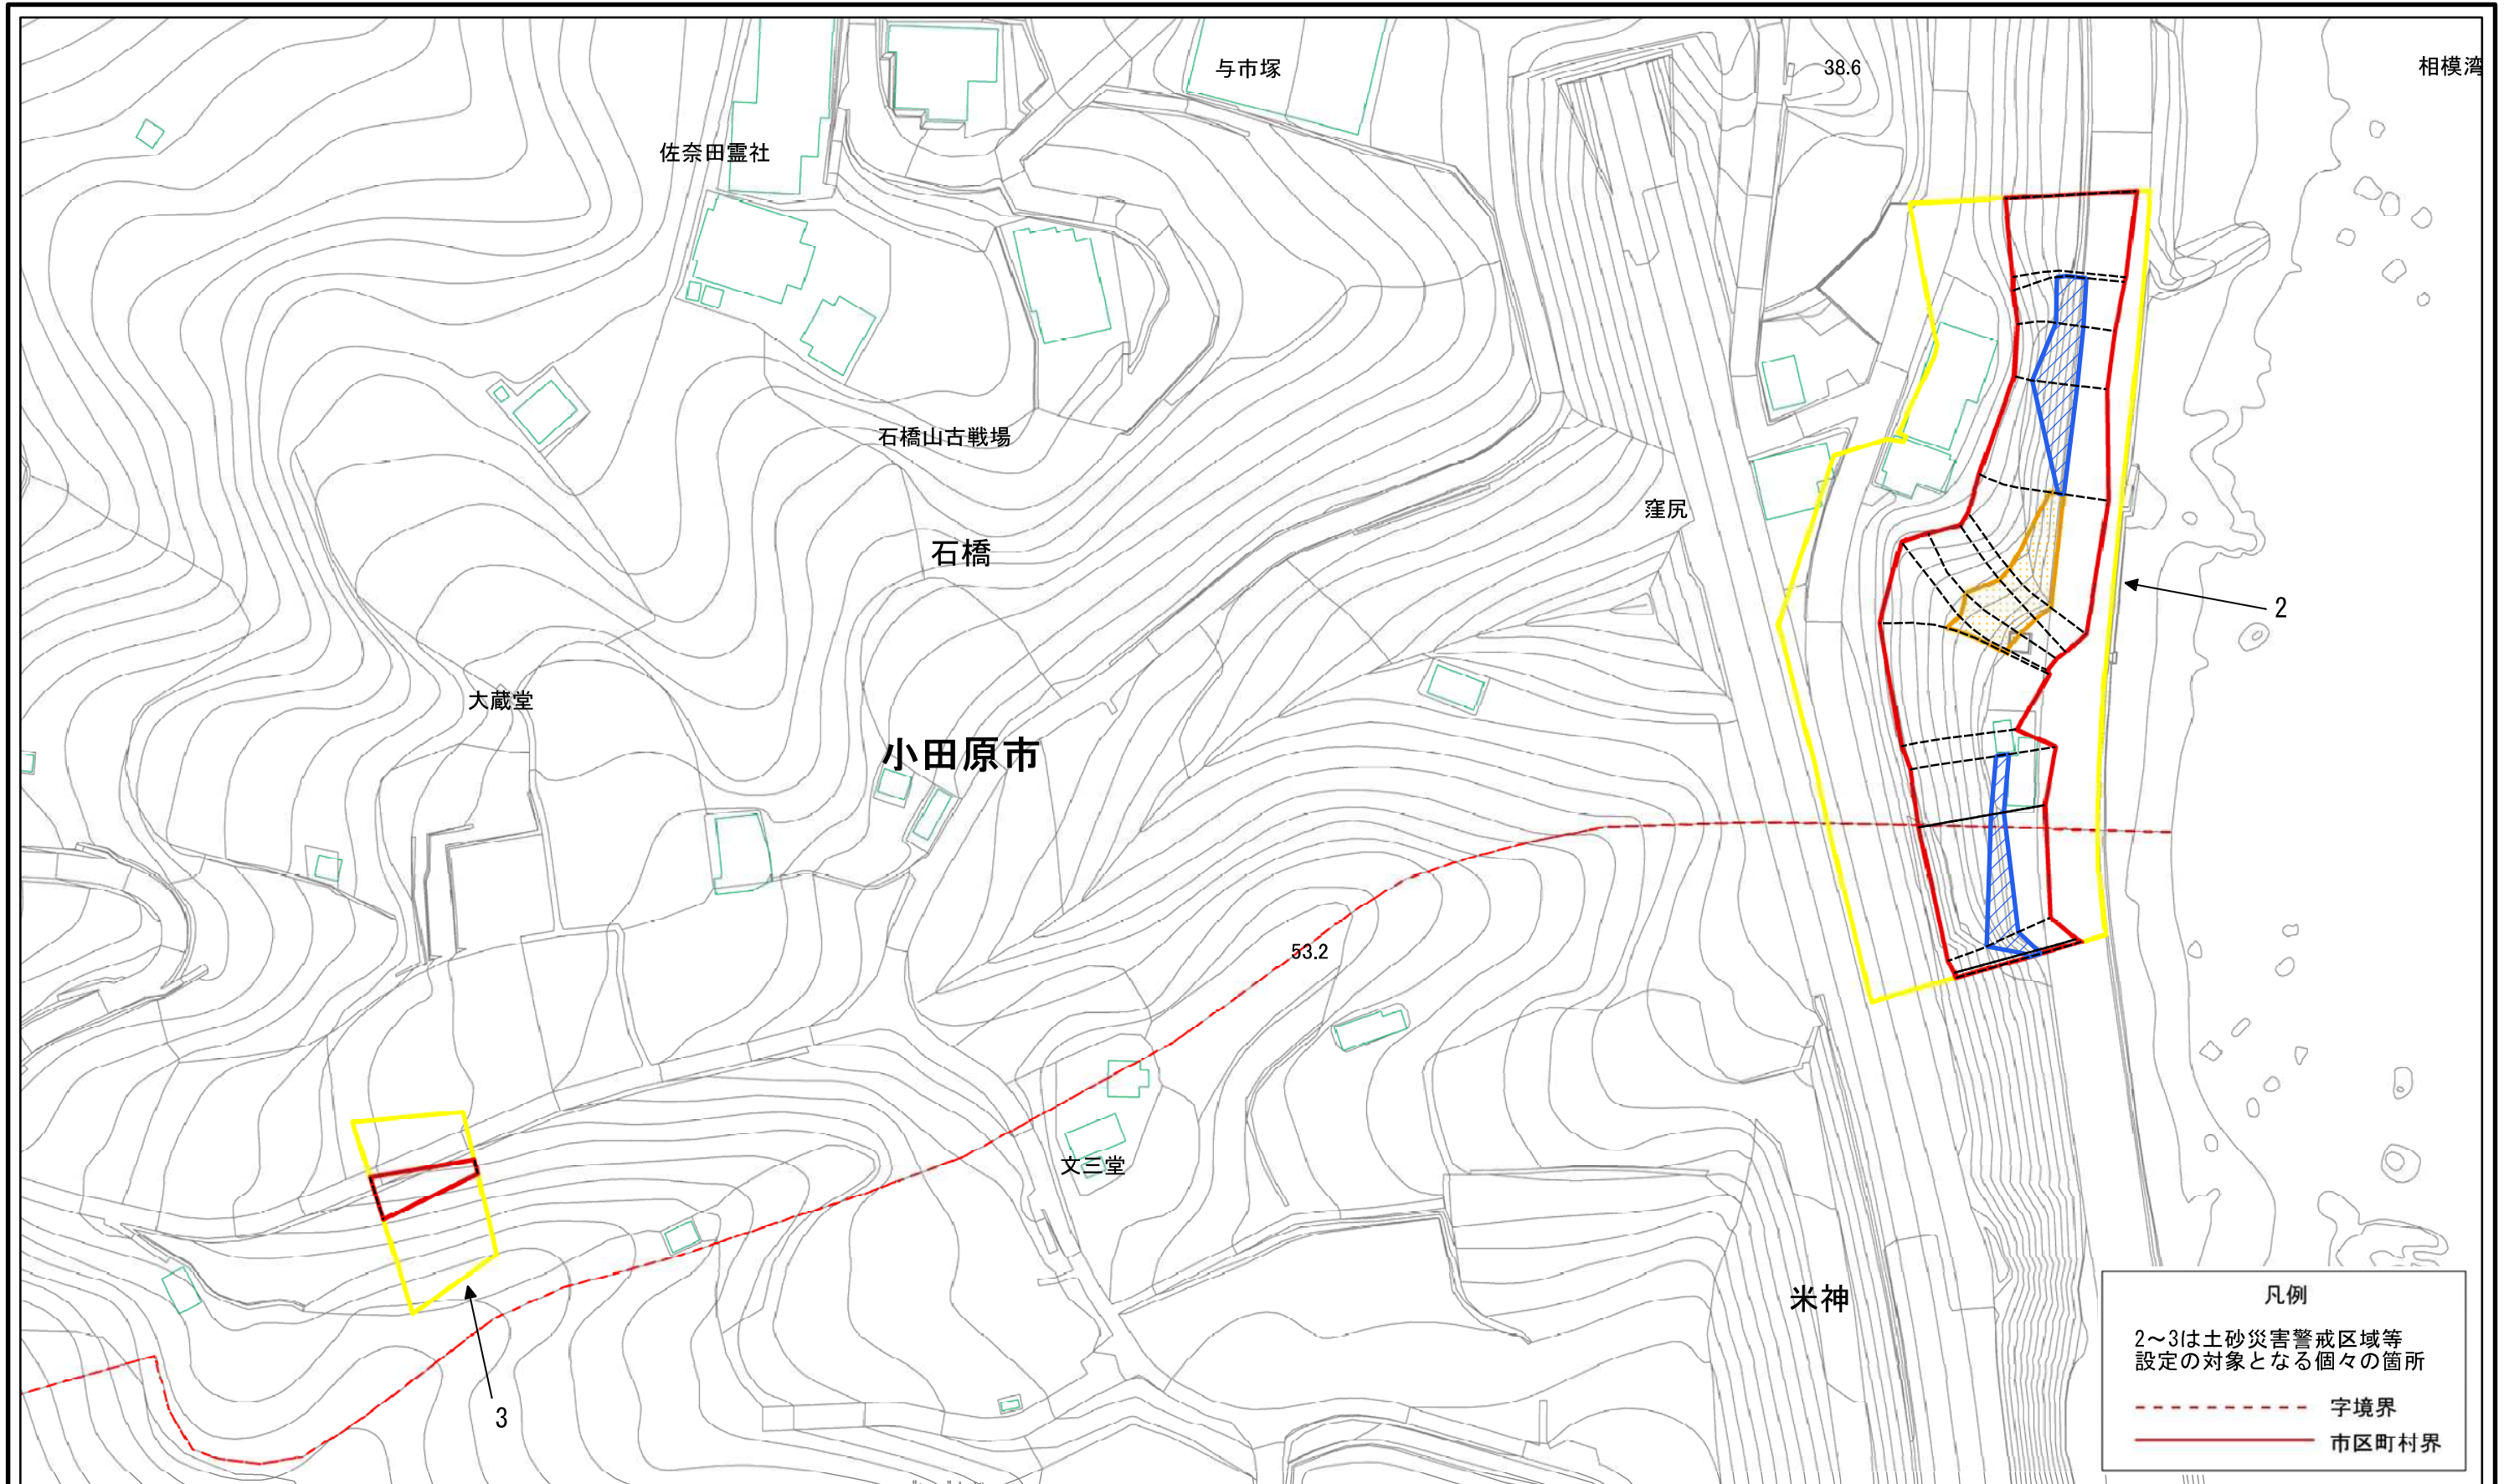 与市塚
38.6
相模湾
佐奈田霊社
石橋山古戦場
窪尻
石橋
2
大蔵堂
小田原市
53.2
文三堂
米神
3
凡例
2~3は土砂災害警戒区域等
設定の対象となる個々の箇所
字境界
市区町村界